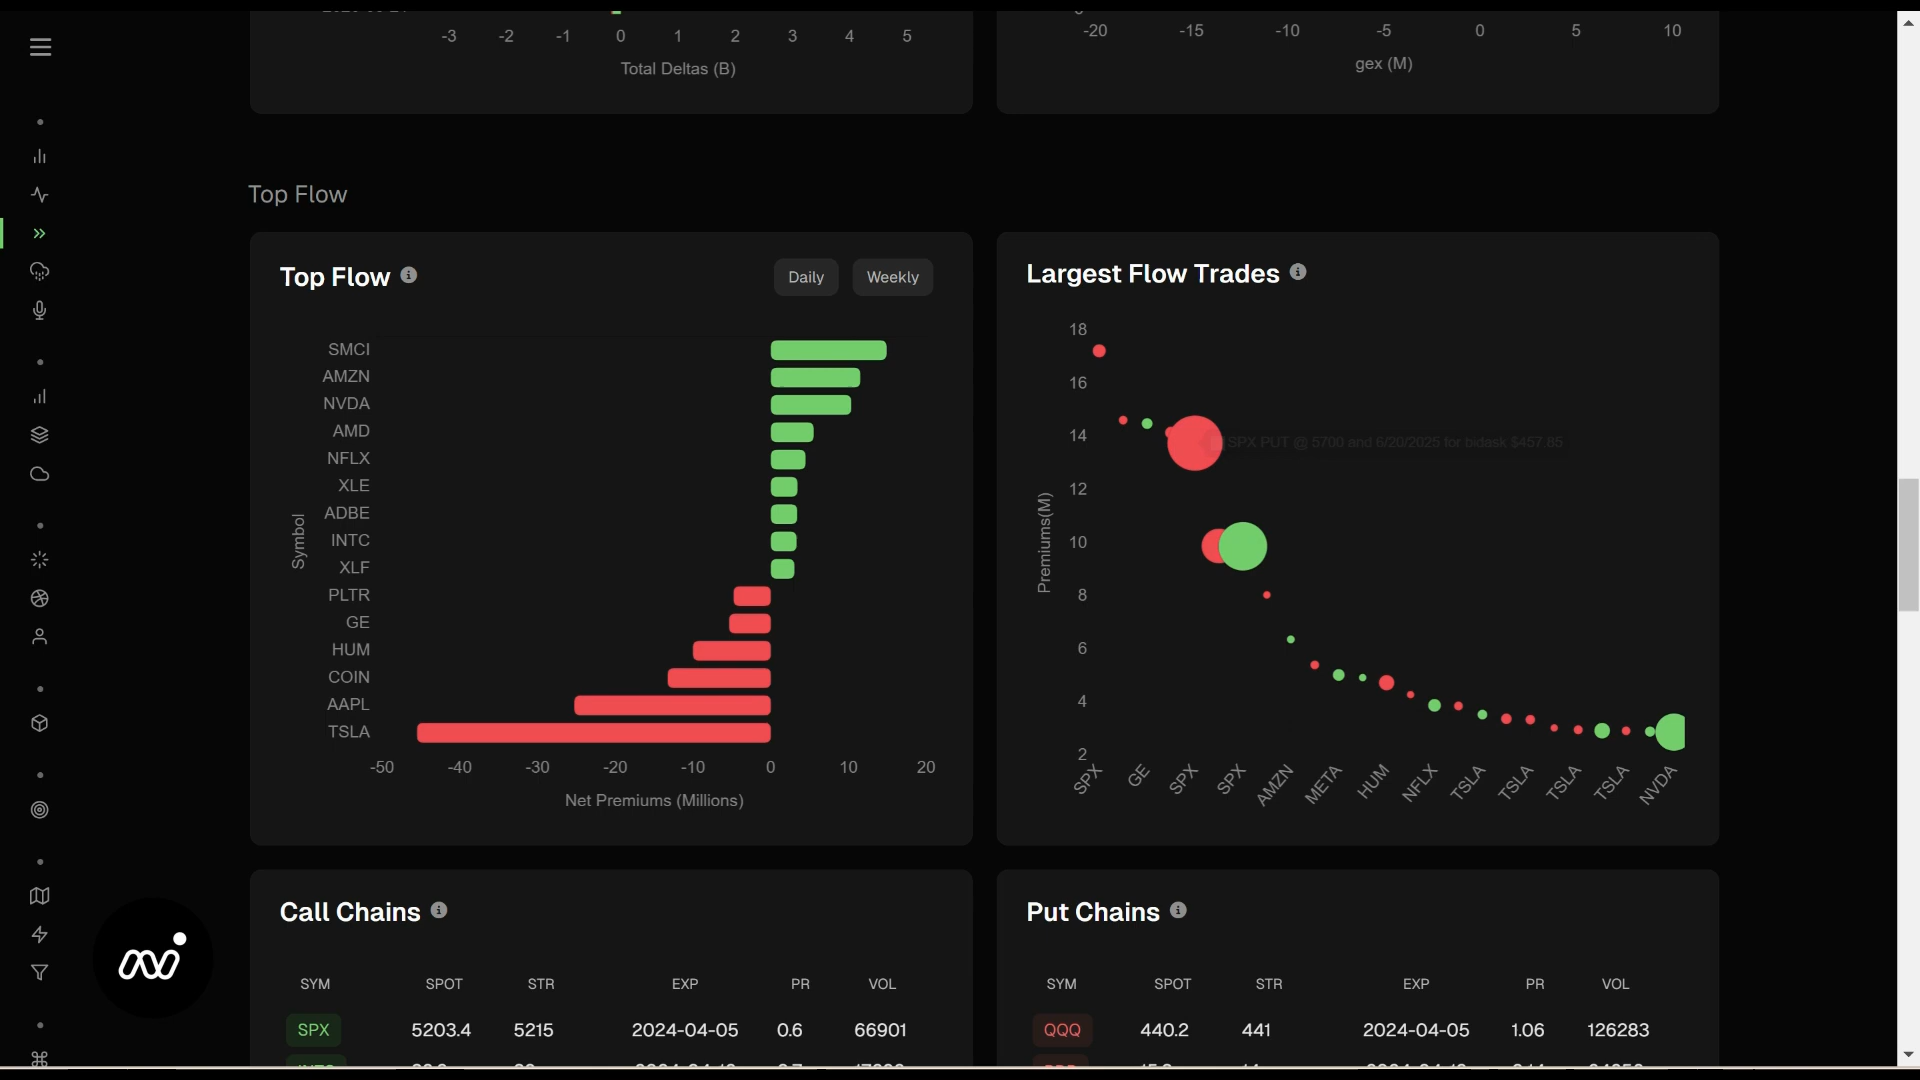 -3 -2 -1 0 1 2 3 4 5
Total Deltas (B)
-20 -15 -10 -5 0 5 10
gex (M)
Top Flow
Top Flow
Daily
Weekly
SMCI
AMZN
NVDA
AMD
NFLX
XLE
ADBE
INTC
XLF
PLTR
GE
HUM
COIN
AAPL
TSLA
Symbol
-50 -40 -30 -20 -10 0 10 20
Net Premiums (Millions)
Largest Flow Trades
18
16
14
12
10
8
6
4
2
Premiums(M)
SPX PUT @ 5700 and 6/20/2025 for bidask $457.85
SPX GE SPX SPX AMZN META HUM NFLX TSLA TSLA TSLA TSLA NVDA
Call Chains
SYM SPOT STR EXP PR VOL
SPX 5203.4 5215 2024-04-05 0.6 66901
Put Chains
SYM SPOT STR EXP PR VOL
QQQ 440.2 441 2024-04-05 1.06 126283